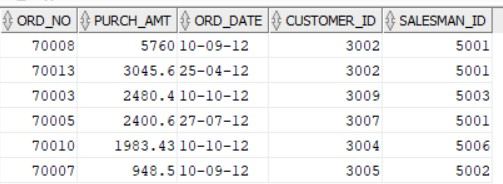 ORD_NO PURCH_AMT ORD_DATE CUSTOMER_ID SALESMAN_ID
70008 5760 10-09-12 3002 5001
70013 3045.6 25-04-12 3002 5001
70003 2480.4 10-10-12 3009 5003
70005 2400.6 27-07-12 3007 5001
70010 1983.43 10-10-12 3004 5006
70007 948.5 10-09-12 3005 5002